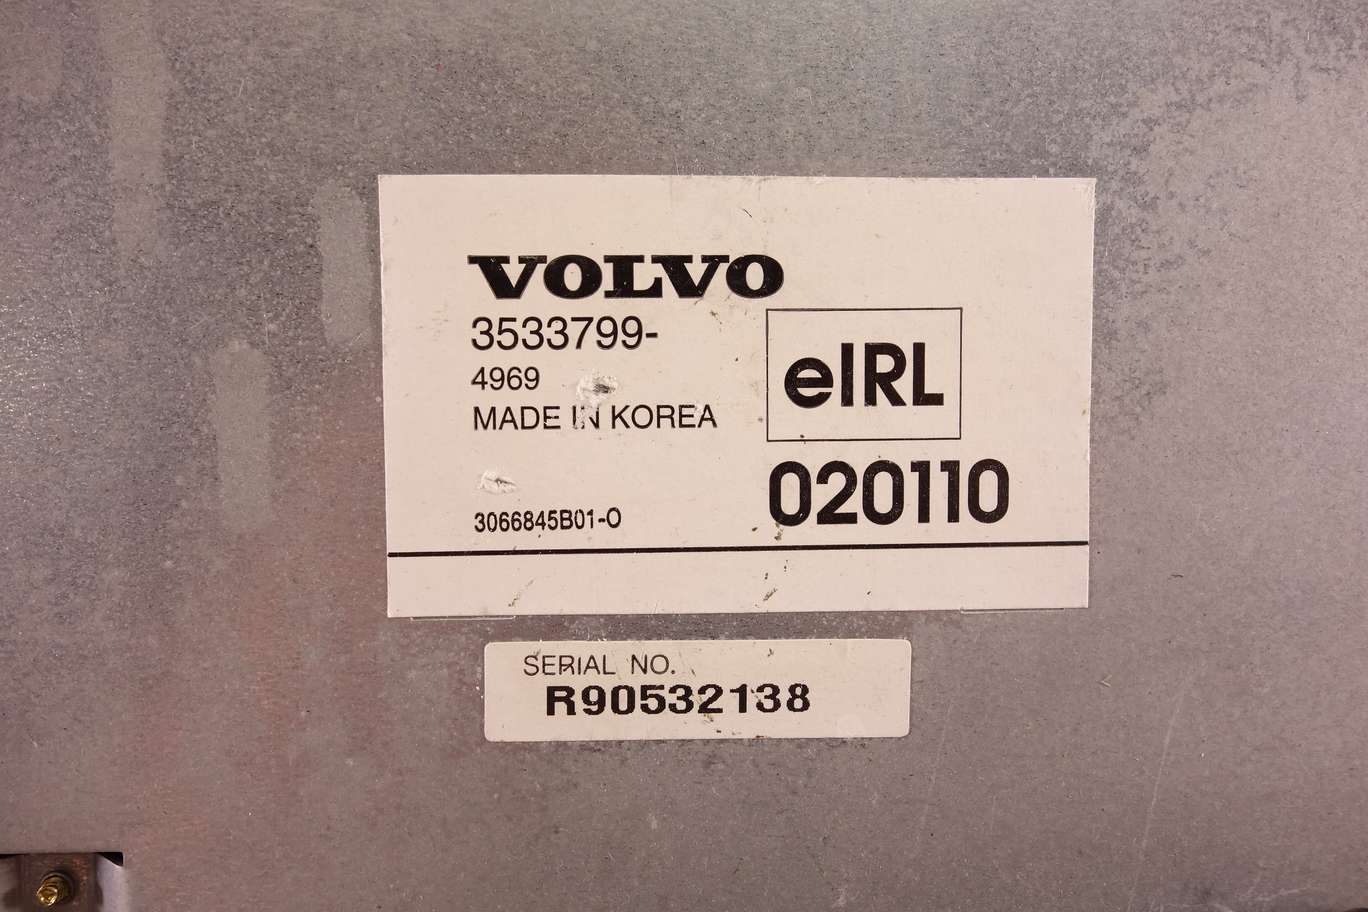 VOLVO
3533799-
4969
MADE IN KOREA
eIRL
020110
3066845B01-O
SERIAL NO.
R90532138